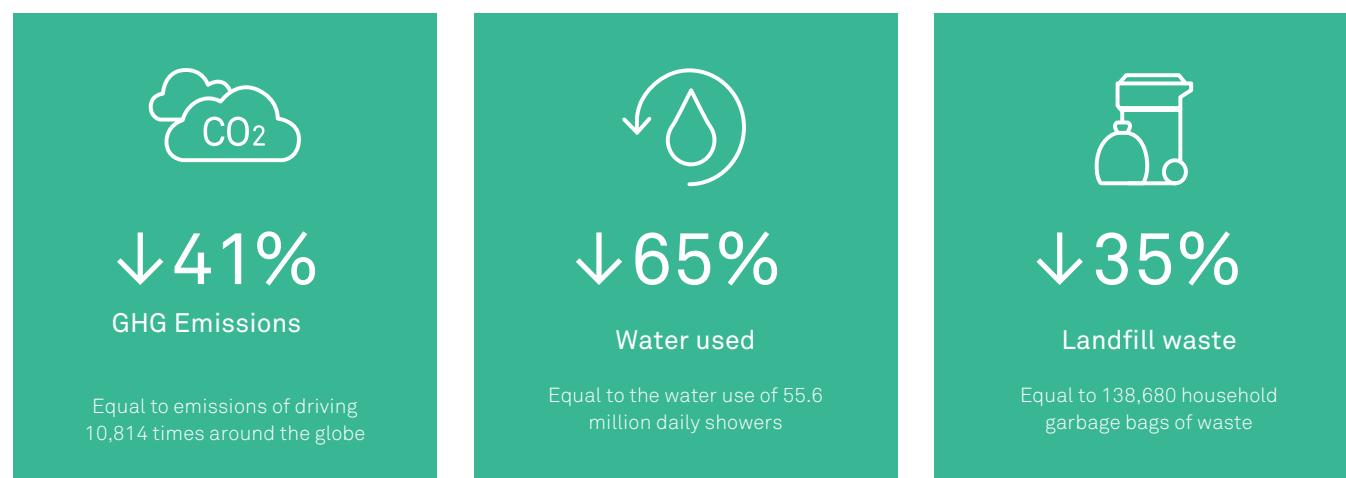 CO2
↓41%
GHG Emissions
Equal to emissions of driving
10,814 times around the globe
↓65%
Water used
Equal to the water use of 55.6
million daily showers
↓35%
Landfill waste
Equal to 138,680 household
garbage bags of waste